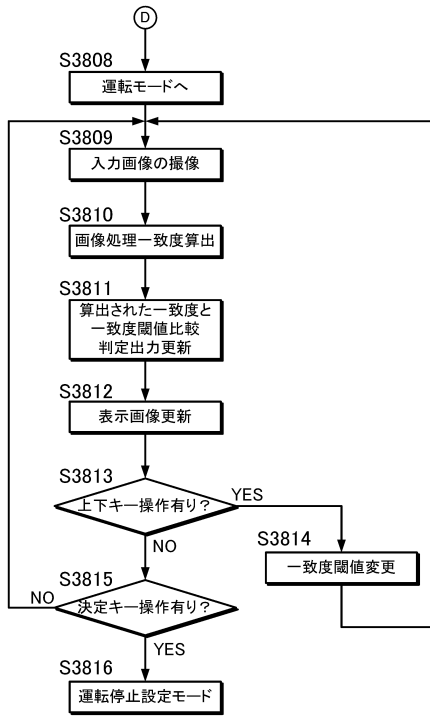 D
S3808
運転モードへ
S3809
入力画像の撮像
S3810
画像処理一致度算出
S3811
算出された一致度と
一致度閾値比較
判定出力更新
S3812
表示画像更新
S3813
上下キー操作有り?
YES
NO
S3814
一致度閾値変更
S3815
決定キー操作有り?
NO
YES
S3816
運転停止設定モード